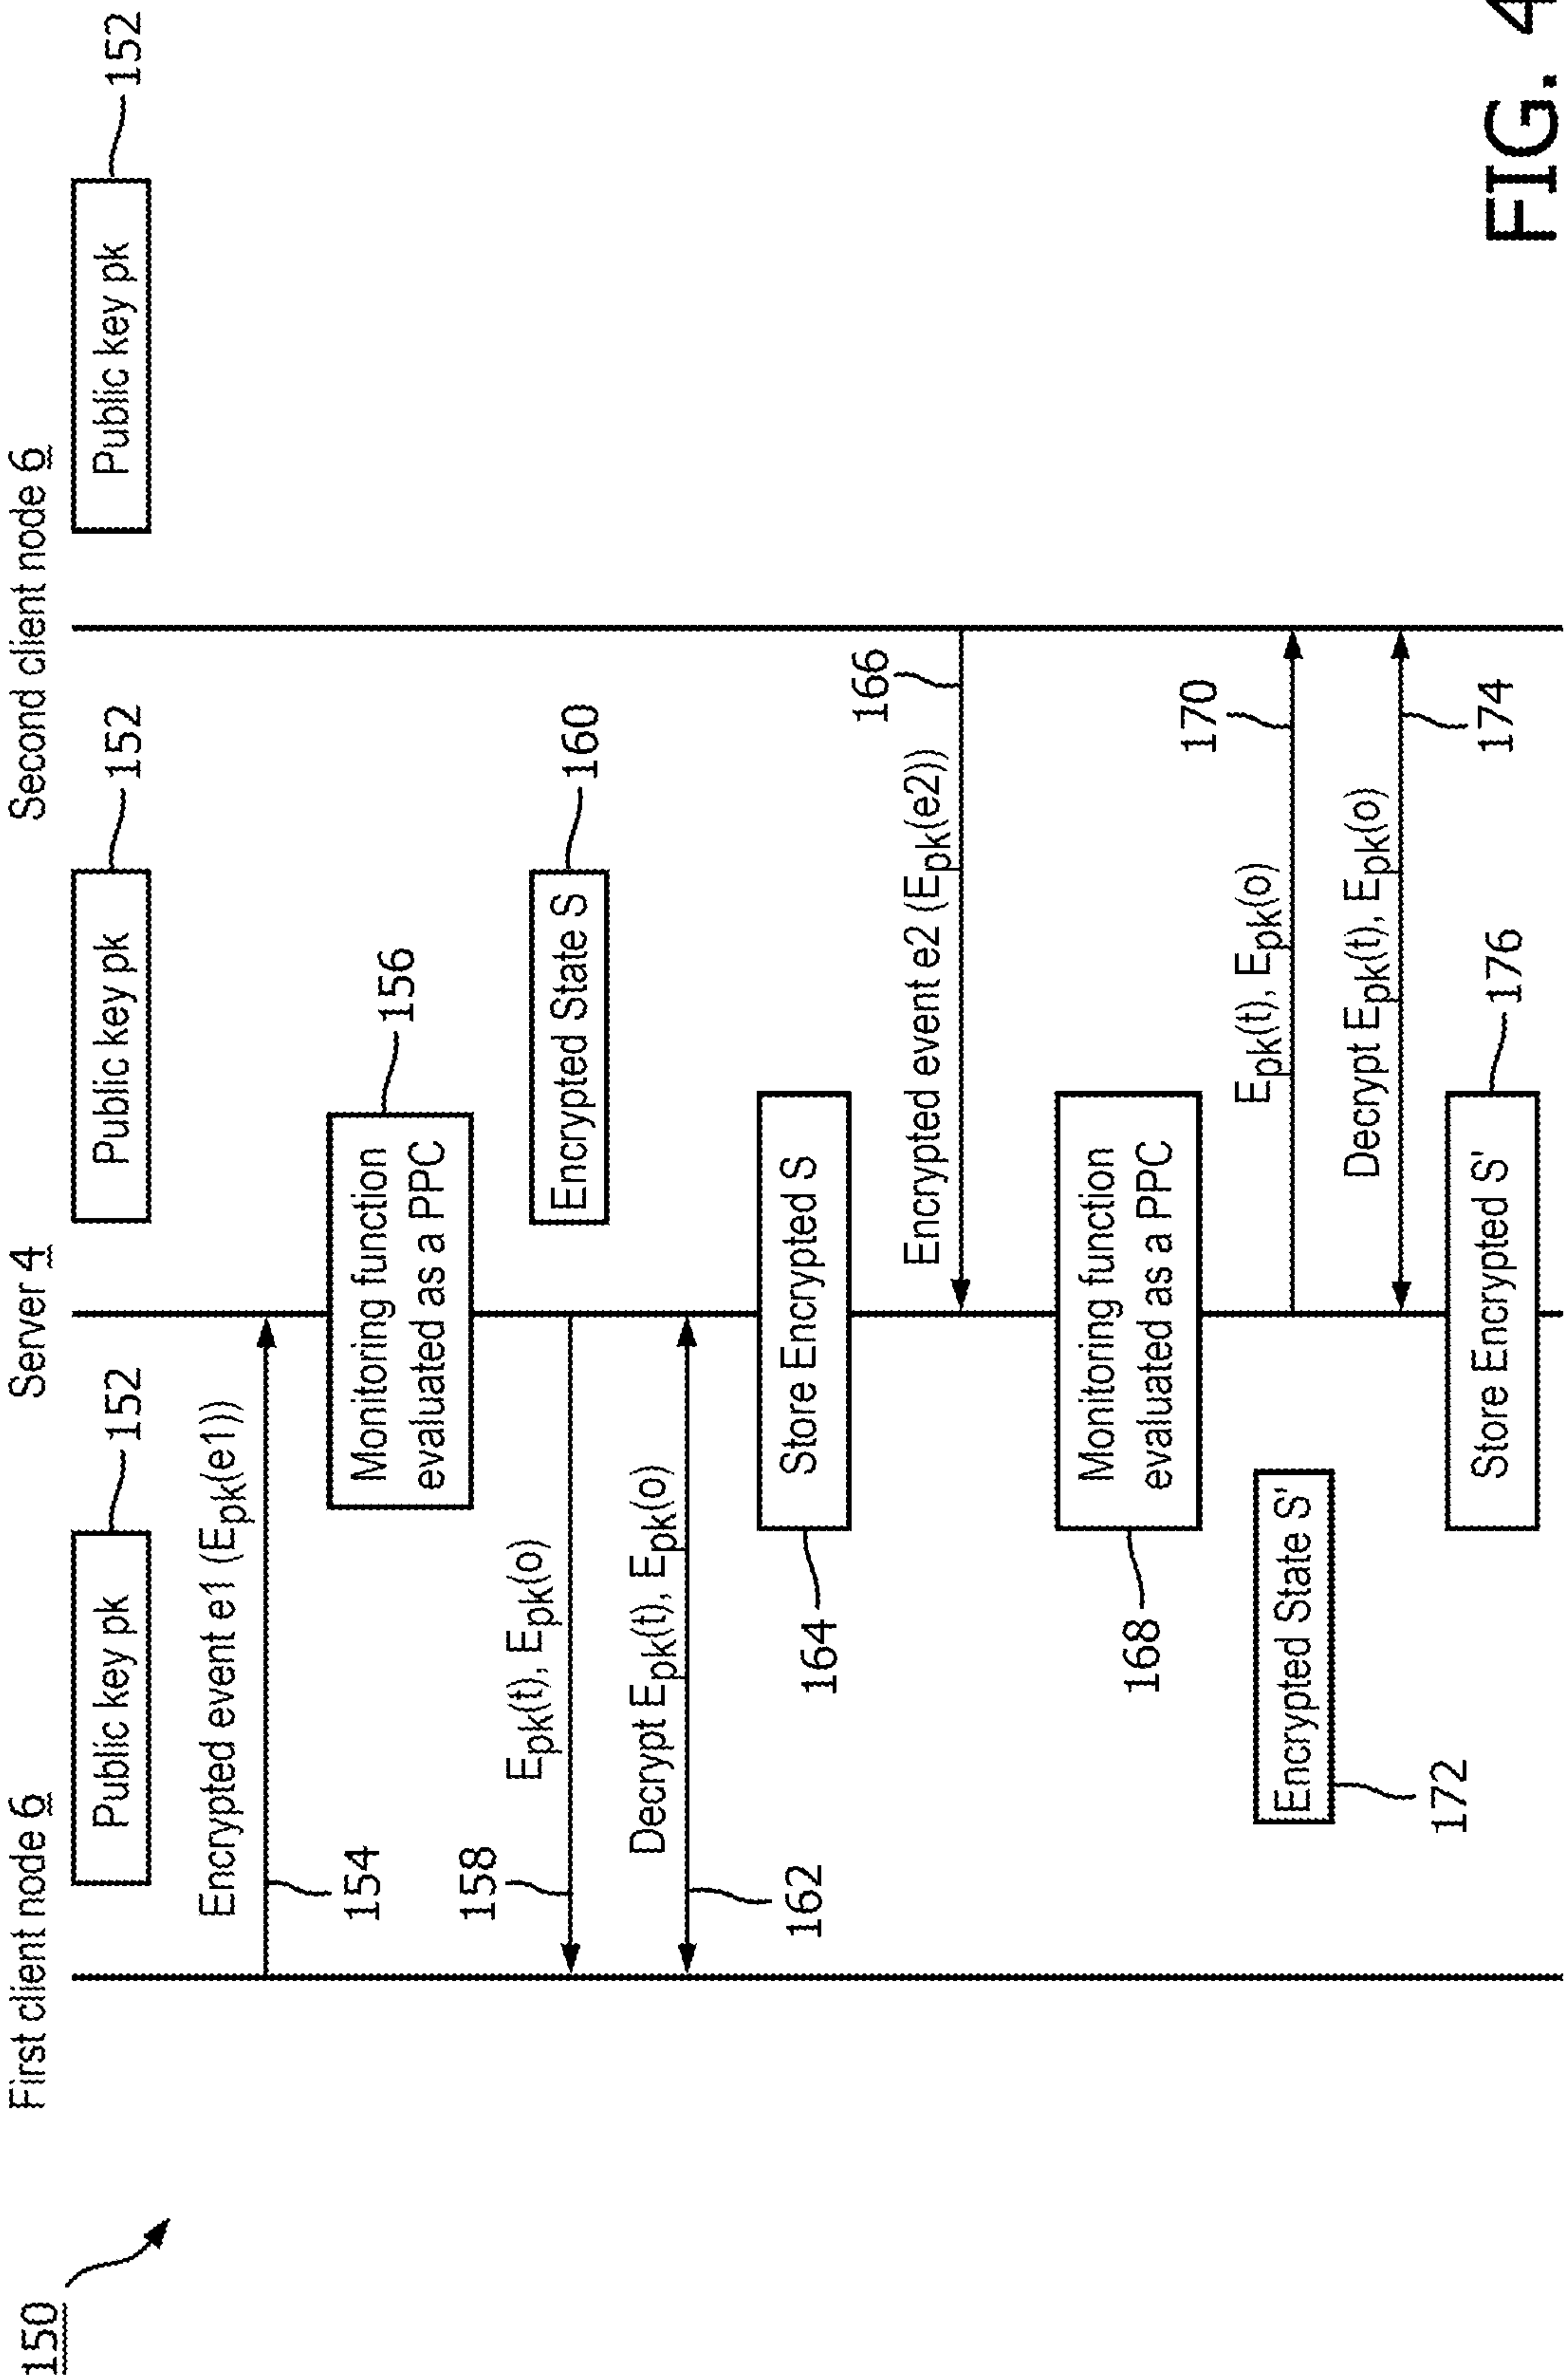 150
First client node 6
Server 4
Second client node 6
Public key pk
152
Public key pk
152
Public key pk
152
Encrypted event e1 (Epk(e1))
154
Monitoring function
evaluated as a PPC
156
Epk(t), Epk(o)
158
Encrypted State S
160
Decrypt Epk(t), Epk(o)
162
Store Encrypted S
164
Encrypted event e2 (Epk(e2))
166
Monitoring function
evaluated as a PPC
168
Epk(t), Epk(o)
170
Encrypted State S'
172
Decrypt Epk(t), Epk(o)
174
Store Encrypted S'
176
FIG. 4